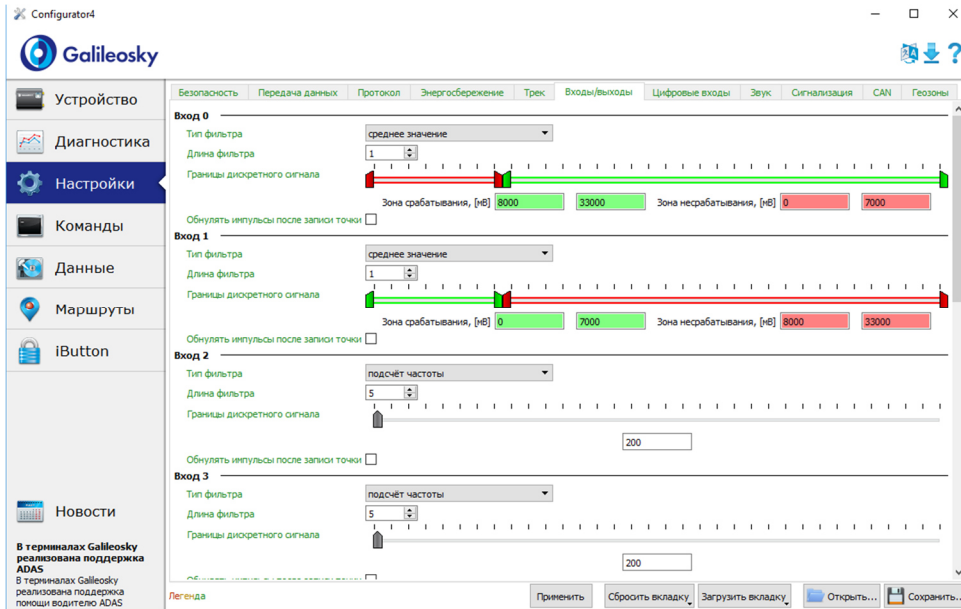 Configurator4
Galileosky
Устройство
Диагностика
Настройки
Команды
Данные
Маршруты
iButton
Новости
В терминалах Galileosky
реализована поддержка
ADAS
В терминалах Galileosky
реализована поддержка
помощи водителю ADAS
Безопасность Передача данных Протокол Энергосбережение Трек Входы/выходы Цифровые входы Звук Сигнализация CAN Геозоны
Вход 0
Тип фильтра среднее значение
Длина фильтра 1
Границы дискретного сигнала
Зона срабатывания, [мВ] 8000 33000 Зона несрабатывания, [мВ] 0 7000
Обнулять импульсы после записи точки
Вход 1
Тип фильтра среднее значение
Длина фильтра 1
Границы дискретного сигнала
Зона срабатывания, [мВ] 0 7000 Зона несрабатывания, [мВ] 8000 33000
Обнулять импульсы после записи точки
Вход 2
Тип фильтра подсчёт частоты
Длина фильтра 5
Границы дискретного сигнала
200
Обнулять импульсы после записи точки
Вход 3
Тип фильтра подсчёт частоты
Длина фильтра 5
Границы дискретного сигнала
200
Легенда
Применить Сбросить вкладку Загрузить вкладку Открыть... Сохранить...